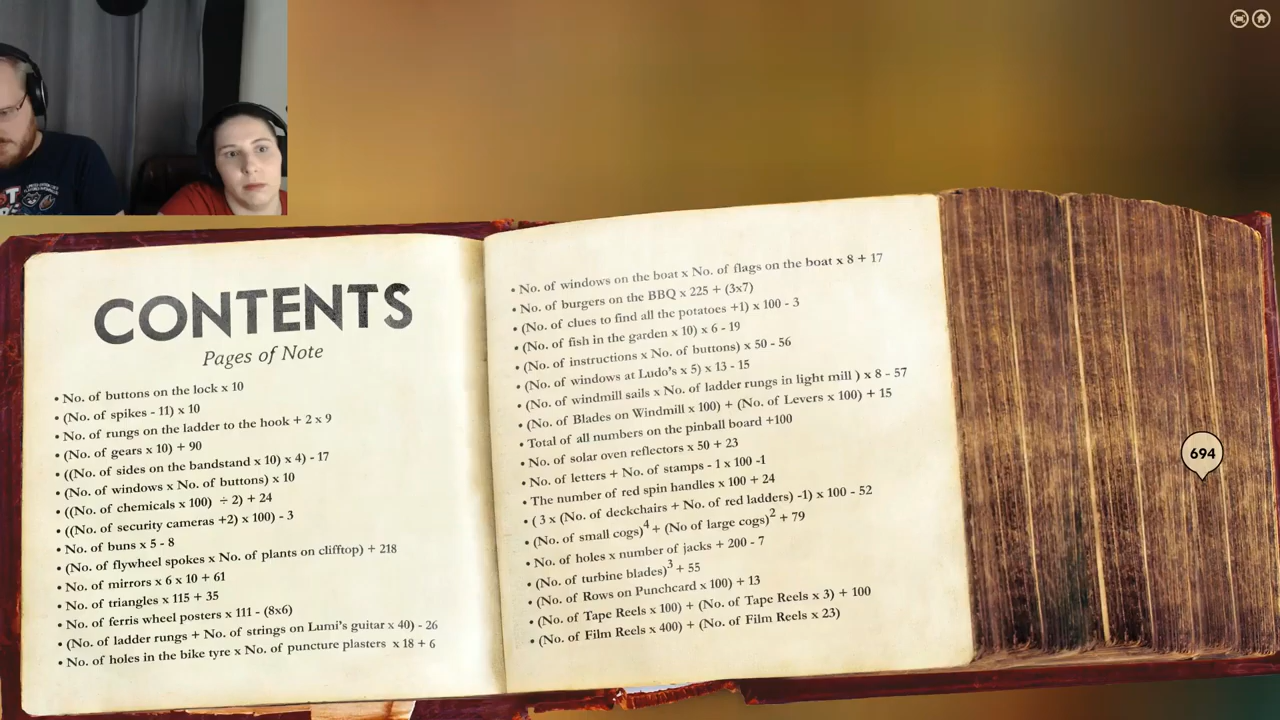 CONTENTS
Pages of Note
• No. of buttons on the lock x 10
• (No. of spikes - 11) x 10
• No. of rungs on the ladder to the hook + 2 x 9
• (No. of gears x 10) + 90
• ((No. of sides on the bandstand x 10) x 4) - 17
• (No. of windows x No. of buttons) x 10
• ((No. of chemicals x 100) ÷ 2) + 24
• ((No. of security cameras +2) x 100) - 3
• No. of buns x 5 - 8
• (No. of flywheel spokes x No. of plants on clifftop) + 218
• No. of mirrors x 6 x 10 + 61
• No. of triangles x 115 + 35
• No. of ferris wheel posters x 111 - (8x6)
• (No. of ladder rungs + No. of strings on Lumi's guitar x 40) - 26
• No. of holes in the bike tyre x No. of puncture plasters x 18 + 6
• No. of windows on the boat x No. of flags on the boat x 8 + 17
• No. of burgers on the BBQ x 225 + (3x7)
• (No. of clues to find all the potatoes +1) x 100 - 3
• (No. of fish in the garden x 10) x 6 - 19
• (No. of instructions x No. of buttons) x 50 - 56
• (No. of windows at Ludo's x 5) x 13 - 15
• (No. of windmill sails x No. of ladder rungs in light mill ) x 8 - 57
• (No. of Blades on Windmill x 100) + (No. of Levers x 100) + 15
• Total of all numbers on the pinball board +100
• No. of solar oven reflectors x 50 + 23
• No. of letters + No. of stamps - 1 x 100 -1
• The number of red spin handles x 100 + 24
• ( 3 x (No. of deckchairs + No. of red ladders) -1) x 100 - 52
• (No. of small cogs)⁴ + (No of large cogs)² + 79
• No. of holes x number of jacks + 200 - 7
• (No. of turbine blades)³ + 55
• (No. of Rows on Punchcard x 100) + 13
• (No. of Tape Reels x 100) + (No. of Tape Reels x 3) + 100
• (No. of Film Reels x 400) + (No. of Film Reels x 23)
694